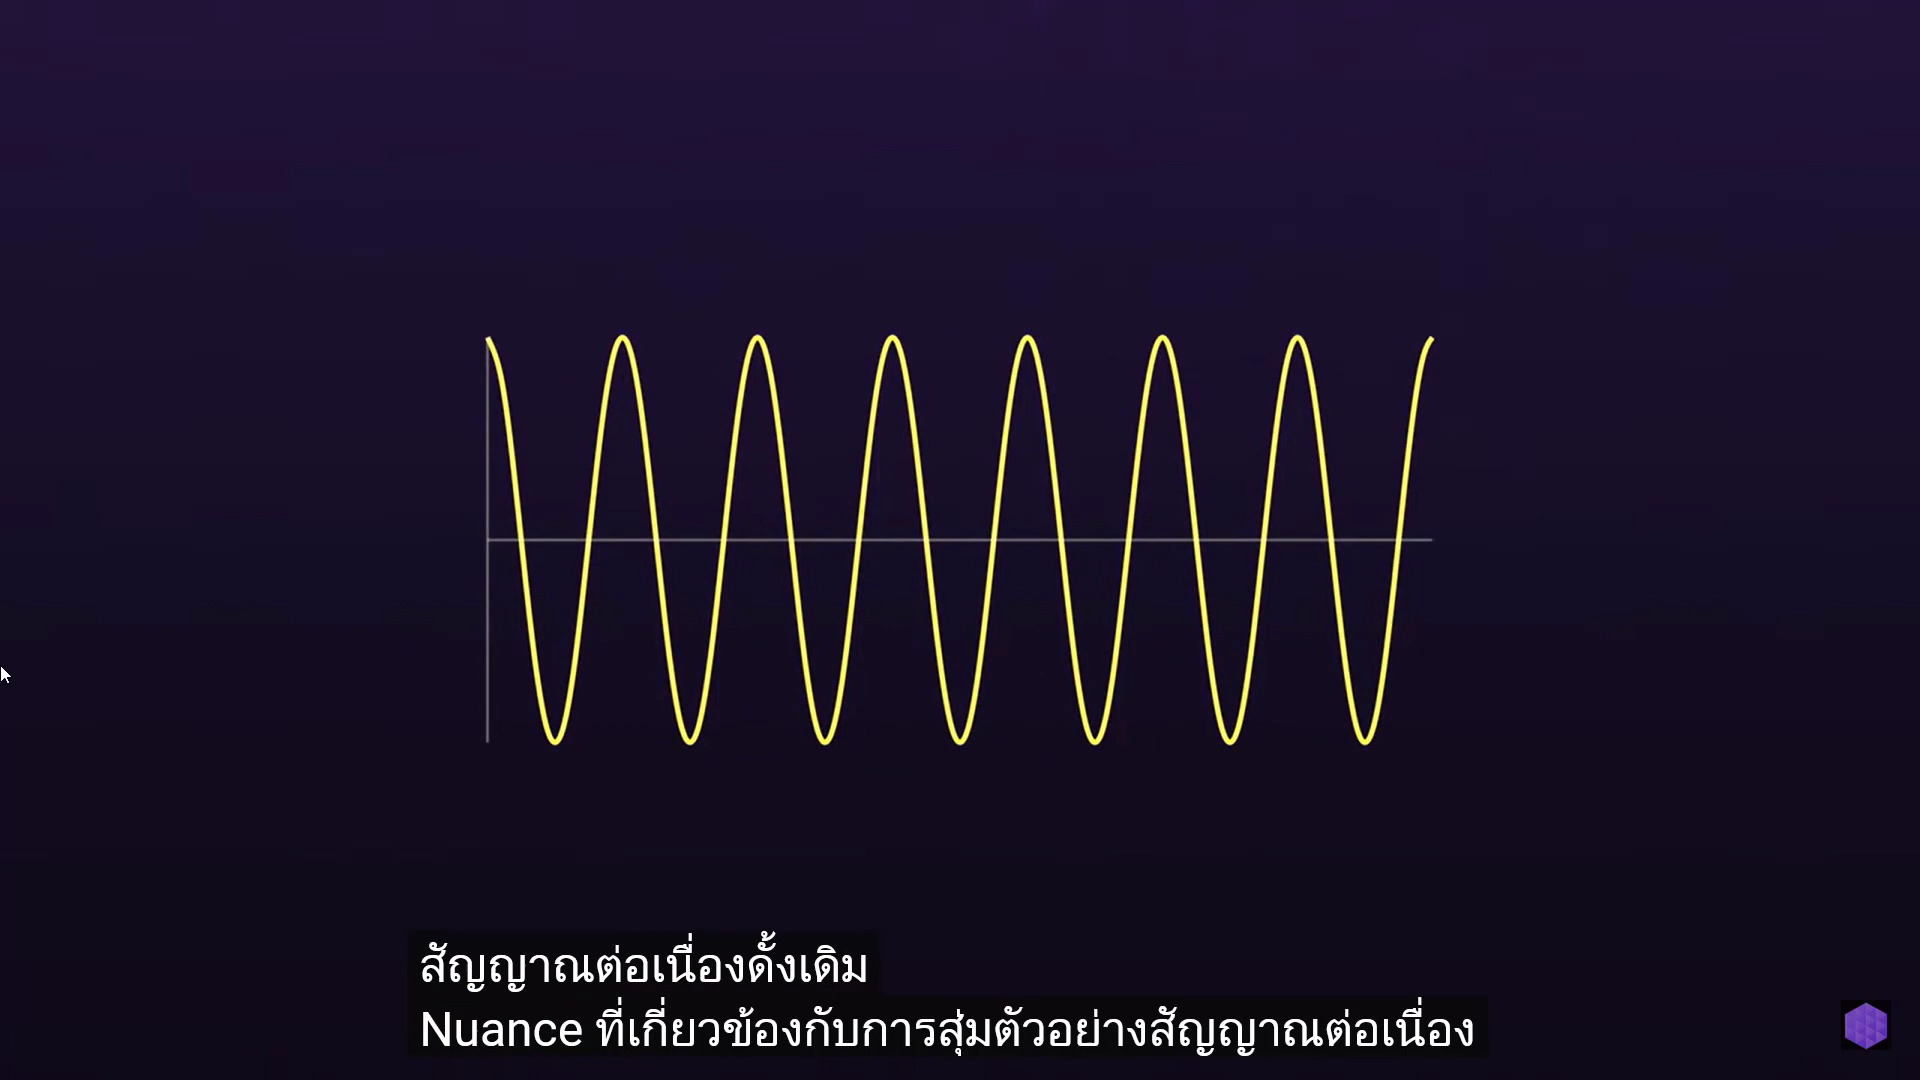 สัญญาณต่อเนื่องดั้งเดิม
Nuance ที่เกี่ยวข้องกับการสุ่มตัวอย่างสัญญาณต่อเนื่อง